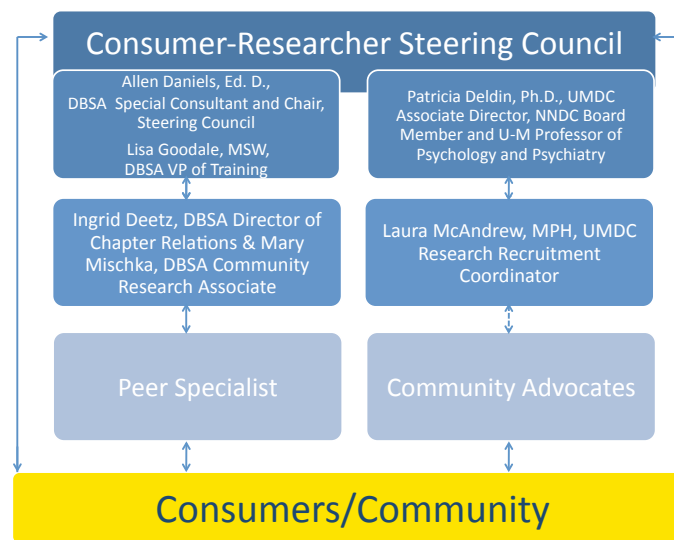 Consumer-Researcher Steering Council
Allen Daniels, Ed. D.,
DBSA Special Consultant and Chair,
Steering Council
Lisa Goodale, MSW,
DBSA VP of Training
Patricia Deldin, Ph.D., UMDC
Associate Director, NNDC Board
Member and U-M Professor of
Psychology and Psychiatry
Ingrid Deetz, DBSA Director of
Chapter Relations & Mary
Mischka, DBSA Community
Research Associate
Laura McAndrew, MPH, UMDC
Research Recruitment
Coordinator
Peer Specialist
Community Advocates
Consumers/Community